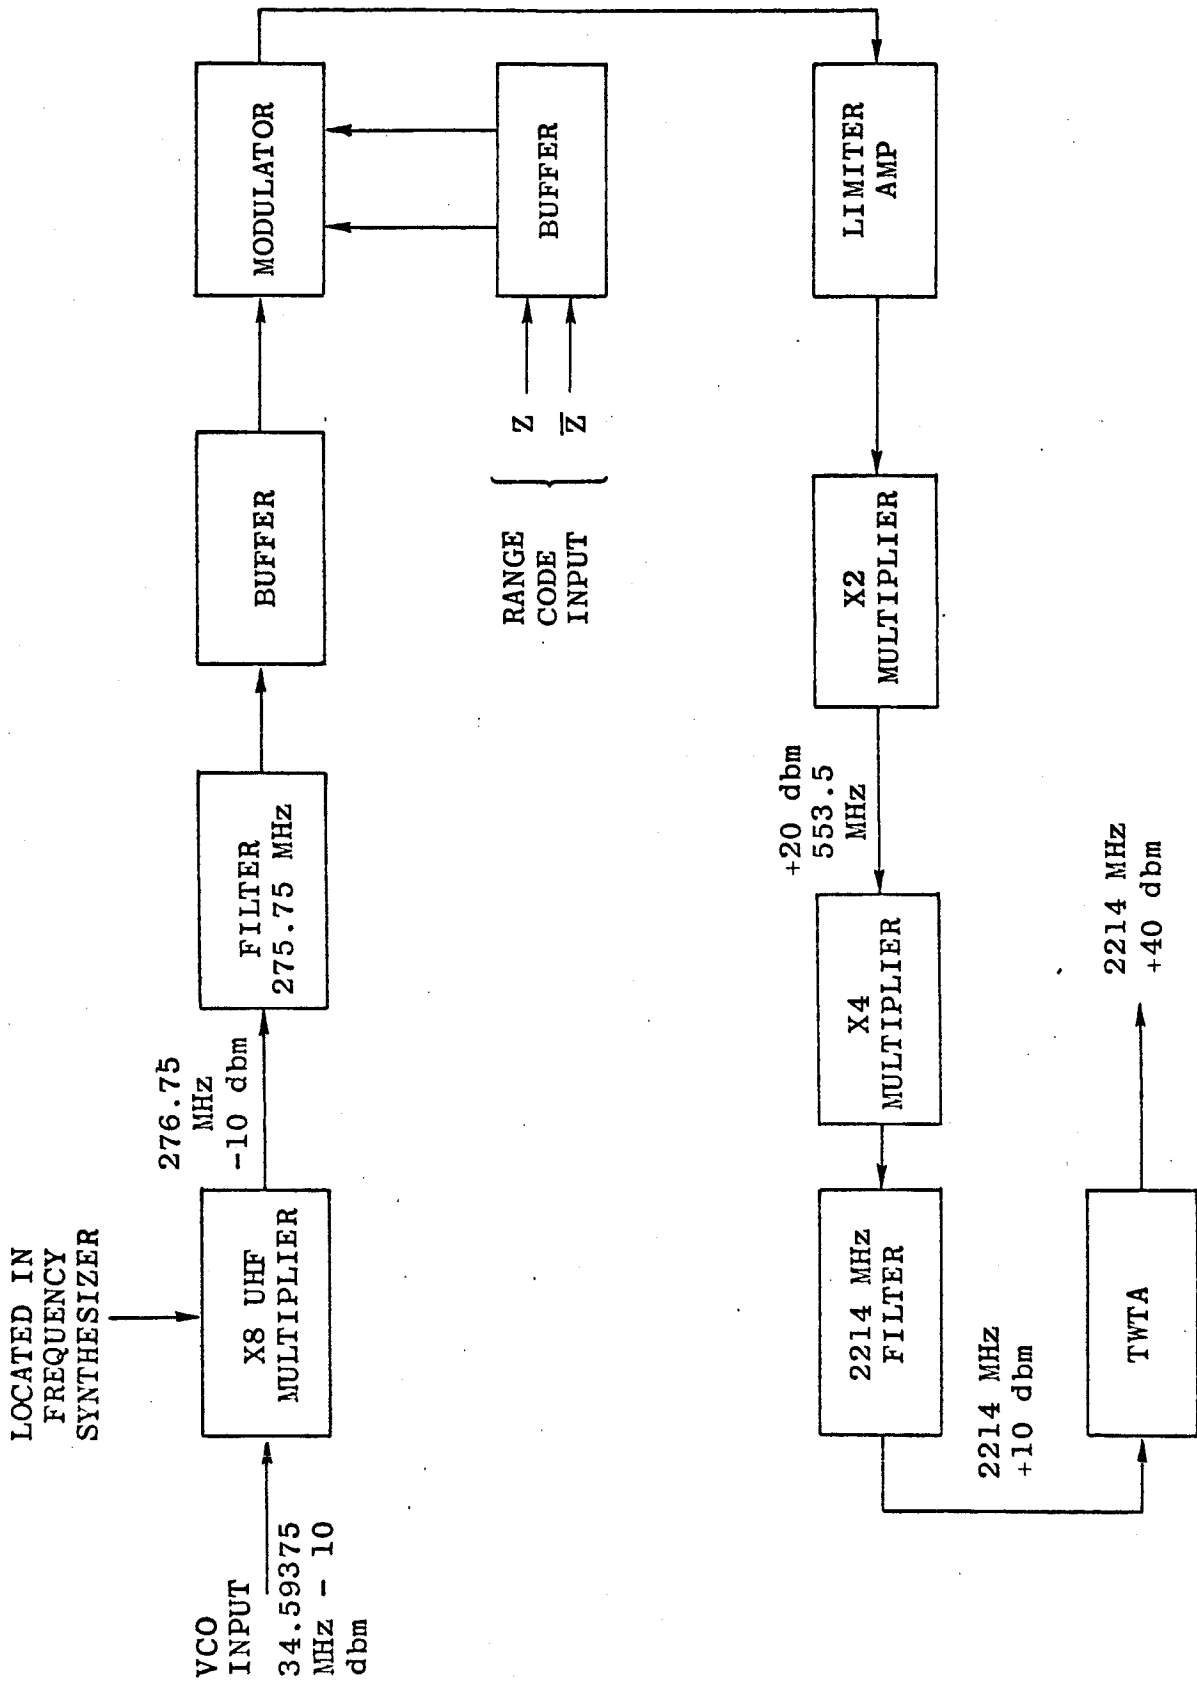 LOCATED IN
FREQUENCY
SYNTHESIZER
VCO
INPUT
34.59375
MHz - 10
dbm
X8 UHF
MULTIPLIER
276.75
MHz
-10 dbm
FILTER
275.75 MHz
BUFFER
MODULATOR
RANGE
CODE
INPUT
Z
Z̅
BUFFER
LIMITER
AMP
X2
MULTIPLIER
+20 dbm
553.5
MHz
X4
MULTIPLIER
2214 MHz
FILTER
2214 MHz
+10 dbm
TWTA
2214 MHz
+40 dbm